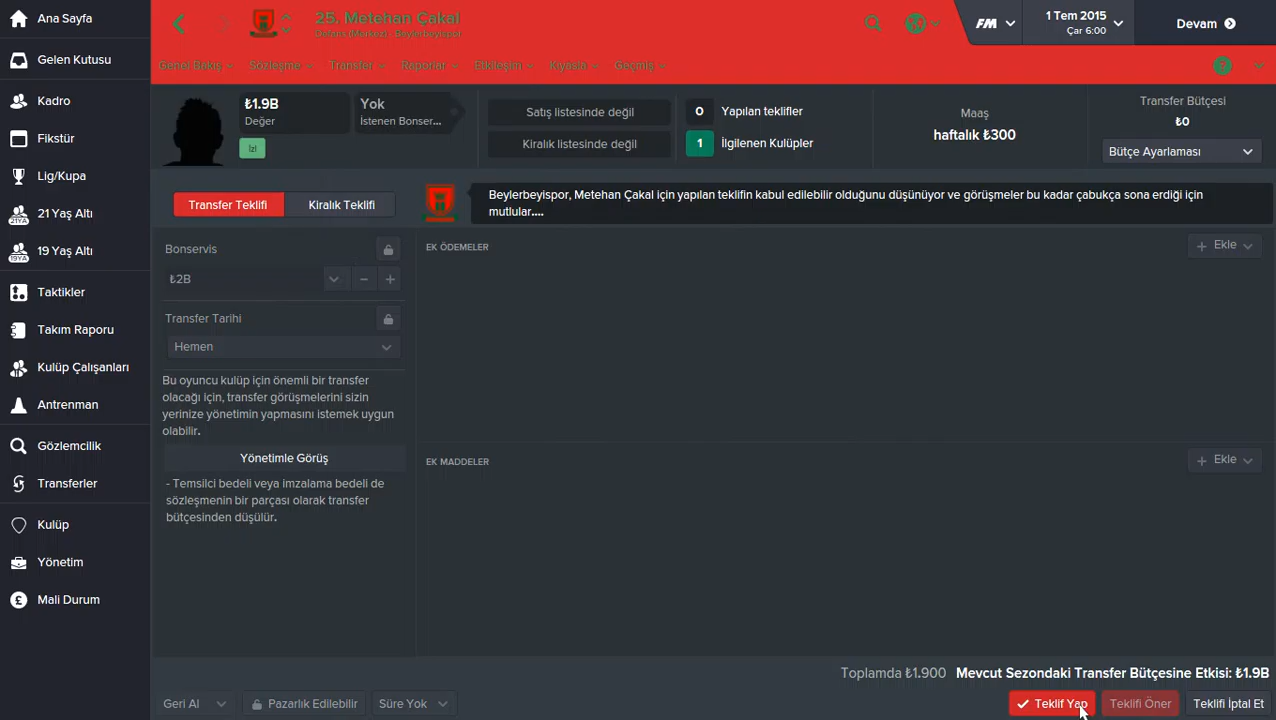 Ana Sayfa
Gelen Kutusu
Kadro
Fikstür
Lig/Kupa
21YA
21 Yaş Altı
19YA
19 Yaş Altı
Taktikler
Takım Raporu
Kulüp Çalışanları
Antrenman
Gözlemcilik
Transferler
Kulüp
Yönetim
Mali Durum
25. Metehan Çakal
Defans (Merkez) - Beylerbeyispor
FM
1 Tem 2015
Çar 6:00
Devam
Genel Bakış
Sözleşme
Transfer
Raporlar
Etkileşim
Kıyasla
Geçmiş
₺1.9B
Değer
Yok
İstenen Bonser...
İzl
Satış listesinde değil
Kiralık listesinde değil
0 Yapılan teklifler
1 İlgilenen Kulüpler
Maaş
haftalık ₺300
Transfer Bütçesi
₺0
Bütçe Ayarlaması
Transfer Teklifi
Kiralık Teklifi
Beylerbeyispor, Metehan Çakal için yapılan teklifin kabul edilebilir olduğunu düşünüyor ve görüşmeler bu kadar çabukça sona erdiği için
mutlular....
Bonservis
₺2B
Transfer Tarihi
Hemen
Bu oyuncu kulüp için önemli bir transfer
olacağı için, transfer görüşmelerini sizin
yerinize yönetimin yapmasını istemek uygun
olabilir.
Yönetimle Görüş
- Temsilci bedeli veya imzalama bedeli de
sözleşmenin bir parçası olarak transfer
bütçesinden düşülür.
EK ÖDEMELER
+ Ekle
EK MADDELER
+ Ekle
Toplamda ₺1.900 Mevcut Sezondaki Transfer Bütçesine Etkisi: ₺1.9B
Geri Al
Pazarlık Edilebilir
Süre Yok
Teklif Yap
Teklifi Öner
Teklifi İptal Et